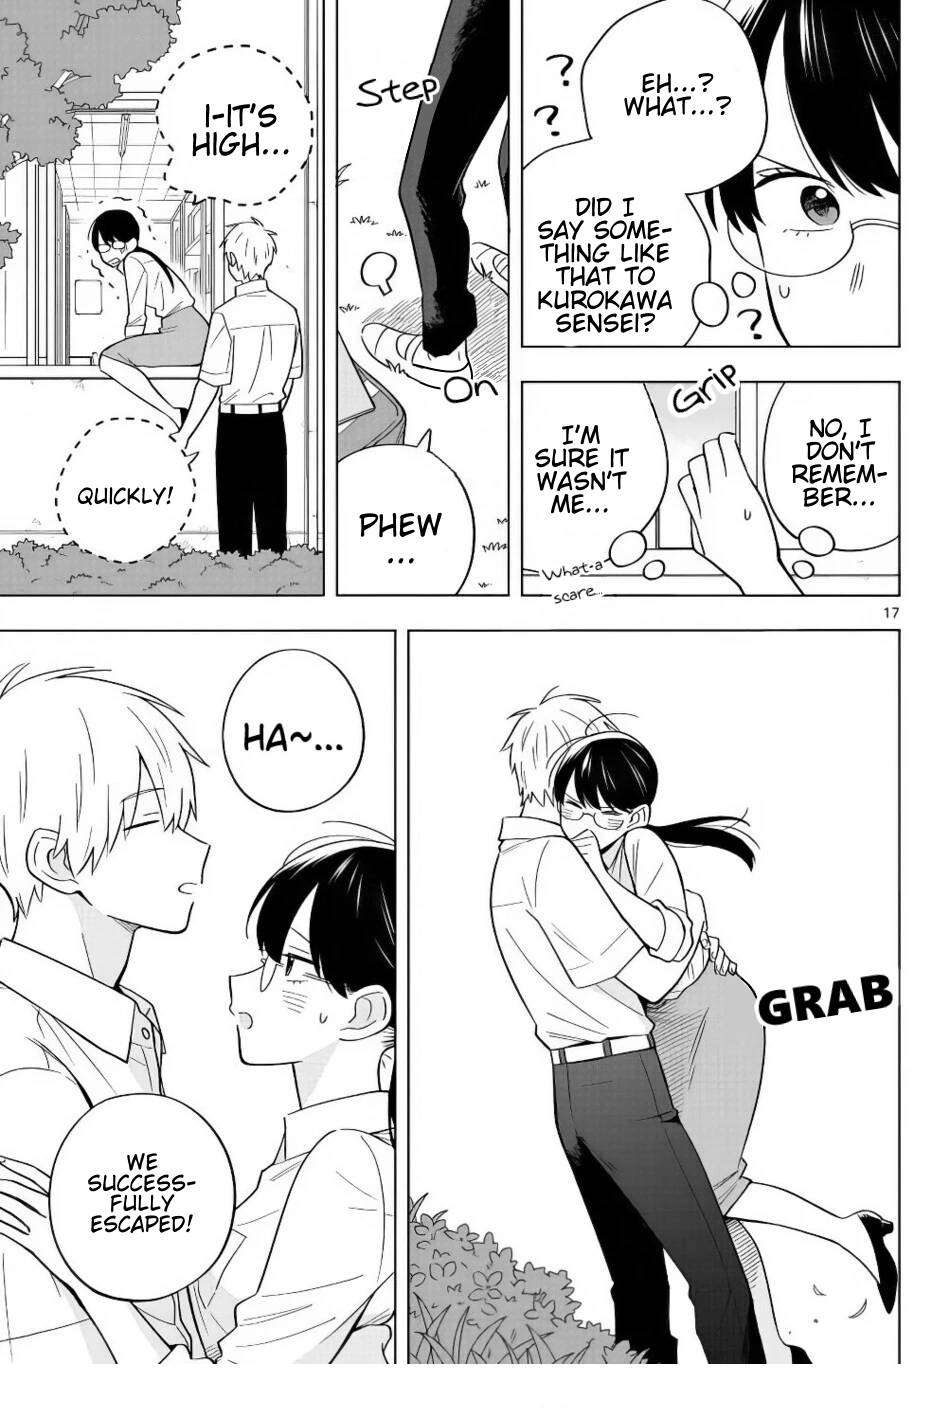 EH...?
WHAT...?
?
?
DID I
SAY SOME-
THING LIKE
THAT TO
KUROKAWA
SENSEI?
?
Grip
NO, I
DON'T
REMEM-
BER...
I'M
SURE IT
WASN'T
ME...
What a
scare...
Step
On
PHEW
...
I-IT'S
HIGH...
QUICKLY!
17
GRAB
HA~...
WE
SUCCESS-
FULLY
ESCAPED!